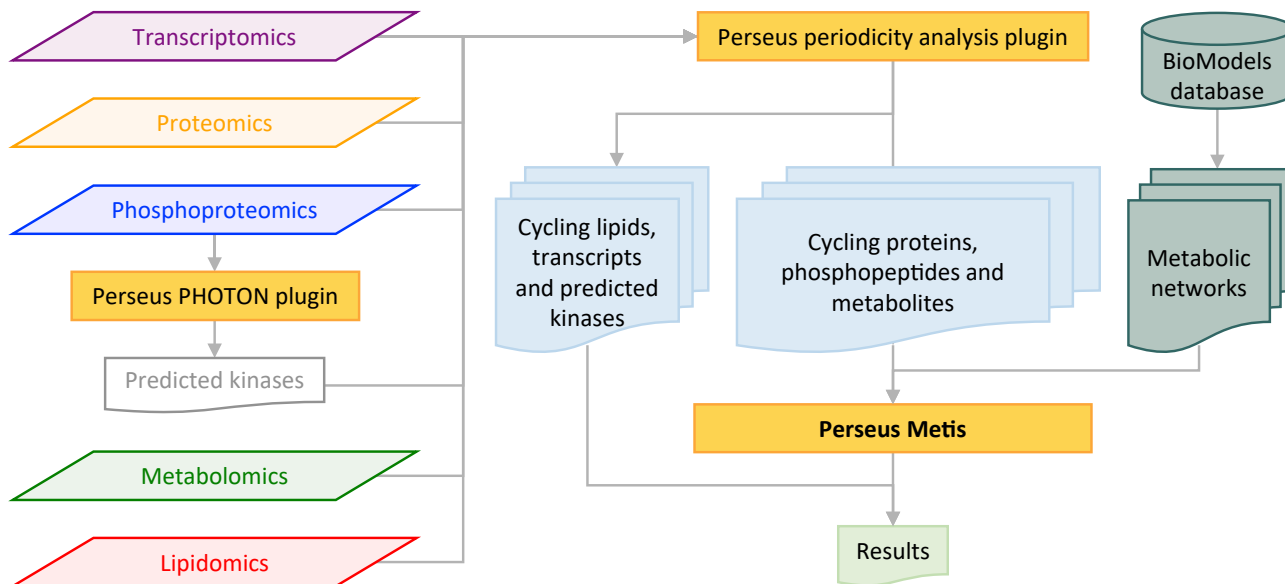 Transcriptomics
Proteomics
Phosphoproteomics
Perseus PHOTON plugin
Predicted kinases
Metabolomics
Lipidomics
Perseus periodicity analysis plugin
Cycling lipids,
transcripts
and predicted
kinases
Cycling proteins,
phosphopeptides and
metabolites
BioModels
database
Metabolic
networks
Perseus Metis
Results